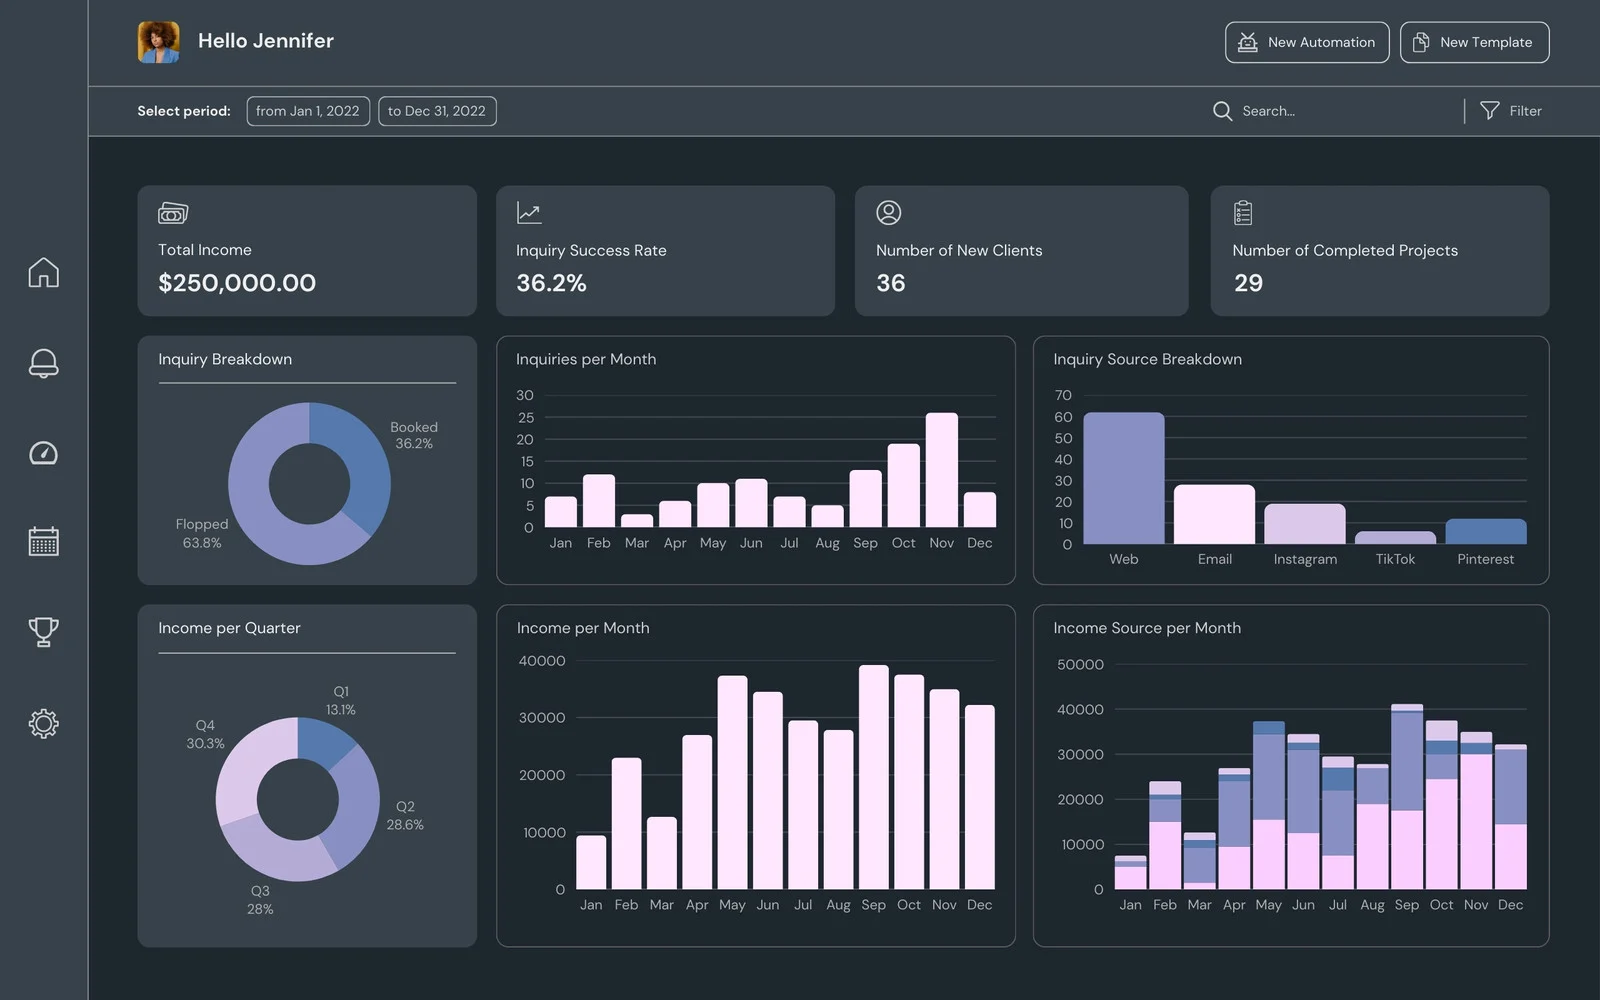 Hello Jennifer
New Automation
New Template
Select period:
from Jan 1, 2022
to Dec 31, 2022
Search...
Filter
Total Income
$250,000.00
Inquiry Success Rate
36.2%
Number of New Clients
36
Number of Completed Projects
29
Inquiry Breakdown
Booked
36.2%
Flopped
63.8%
Inquiries per Month
30
25
20
15
10
5
0
Jan Feb Mar Apr May Jun Jul Aug Sep Oct Nov Dec
Inquiry Source Breakdown
70
60
50
40
30
20
10
0
Web Email Instagram TikTok Pinterest
Income per Quarter
Q1
13.1%
Q4
30.3%
Q2
28.6%
Q3
28%
Income per Month
40000
30000
20000
10000
0
Jan Feb Mar Apr May Jun Jul Aug Sep Oct Nov Dec
Income Source per Month
50000
40000
30000
20000
10000
0
Jan Feb Mar Apr May Jun Jul Aug Sep Oct Nov Dec